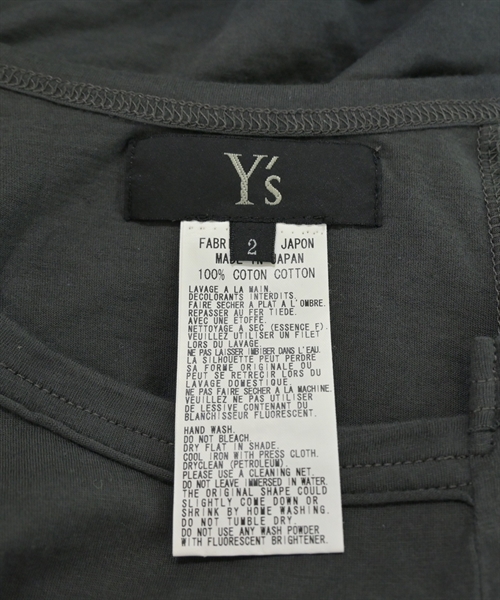 Y's
2
JAPON
JAPAN
100% COTON COTTON
LAVAGE A LA MAIN.
DECOLORANTS INTERDITS.
FAIRE SECHER A PLAT A L'OMBRE.
REPASSER AU FER TIEDE.
AVEC UNE ETOFFE.
NETTOYAGE A SEC (ESSENCE F).
VEUILLEZ UTILISER UN FILET
LORS DU LAVAGE.
NE PAS LAISSER IMBIBER DANS L'EAU.
LA SILHOUETTE PEUT PERDRE
SA FORME ORIGINALE OU
PEUT SE RETRECIR LORS DU
LAVAGE DOMESTIQUE.
NE PAS FAIRE SECHER A LA MACHINE.
VEUILLEZ NE PAS UTILISER
DE LESSIVE CONTENANT DU
BLANCHISSEUR FLUORESCENT.
HAND WASH.
DO NOT BLEACH.
DRY FLAT IN SHADE.
COOL IRON WITH PRESS CLOTH.
DRYCLEAN (PETROLEUM).
PLEASE USE A CLEANING NET.
DO NOT LEAVE IMMERSED IN WATER.
THE ORIGINAL SHAPE COULD
SLIGHTLY COME DOWN OR
SHRINK BY HOME WASHING.
DO NOT TUMBLE DRY.
DO NOT USE ANY WASH POWDER
WITH FLUORESCENT BRIGHTENER.